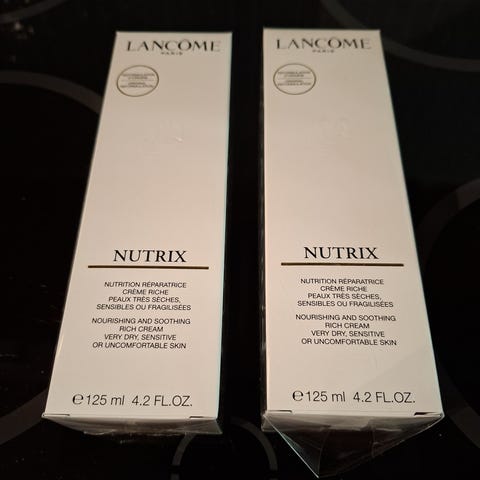 LANCÔME
PARIS
NUTRIX
NUTRITION RÉPARATRICE
CRÈME RICHE
PEAUX TRÈS SÈCHES,
SENSIBLES OU FRAGILISÉES
NOURISHING AND SOOTHING
RICH CREAM
VERY DRY, SENSITIVE
OR UNCOMFORTABLE SKIN
e 125 ml 4.2 FL.OZ.
LANCÔME
PARIS
NUTRIX
NUTRITION RÉPARATRICE
CRÈME RICHE
PEAUX TRÈS SÈCHES,
SENSIBLES OU FRAGILISÉES
NOURISHING AND SOOTHING
RICH CREAM
VERY DRY, SENSITIVE
OR UNCOMFORTABLE SKIN
e 125 ml 4.2 FL.OZ.